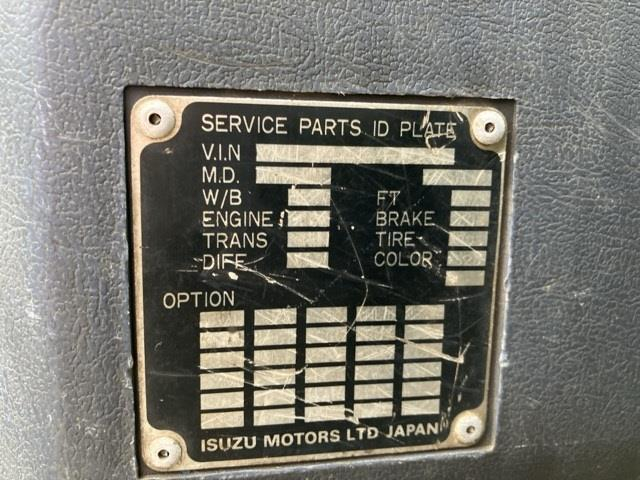 SERVICE PARTS ID PLATE
V.I.N
M.D.
W/B FT
ENGINE BRAKE
TRANS TIRE
DIFF COLOR
OPTION
ISUZU MOTORS LTD JAPAN